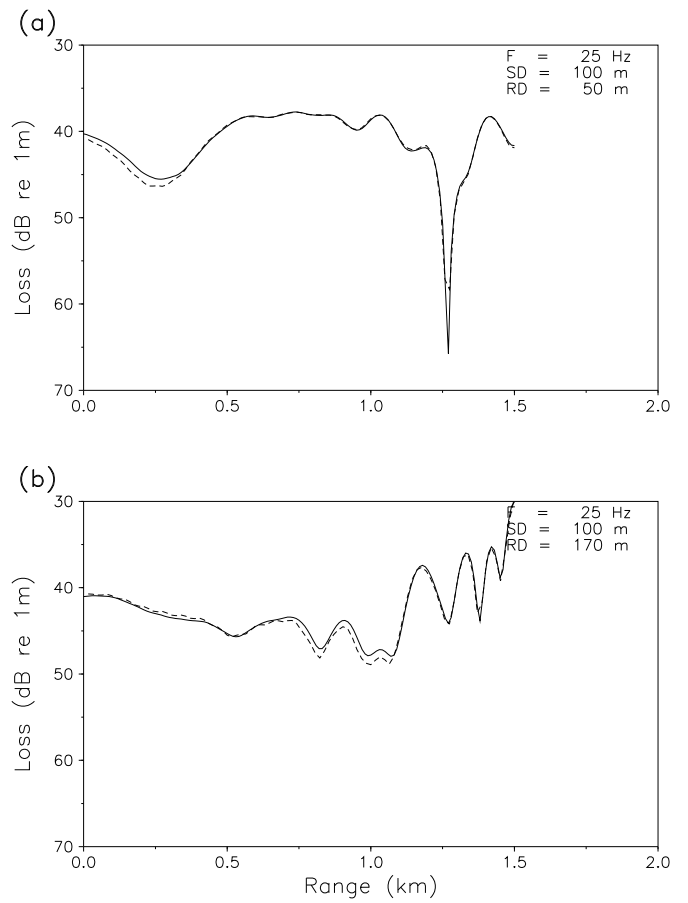 (a)
F = 25 Hz
SD = 100 m
RD = 50 m
30
40
50
60
70
Loss (dB re 1m)
0.0 0.5 1.0 1.5 2.0
(b)
F = 25 Hz
SD = 100 m
RD = 170 m
30
40
50
60
70
Loss (dB re 1m)
0.0 0.5 1.0 1.5 2.0
Range (km)